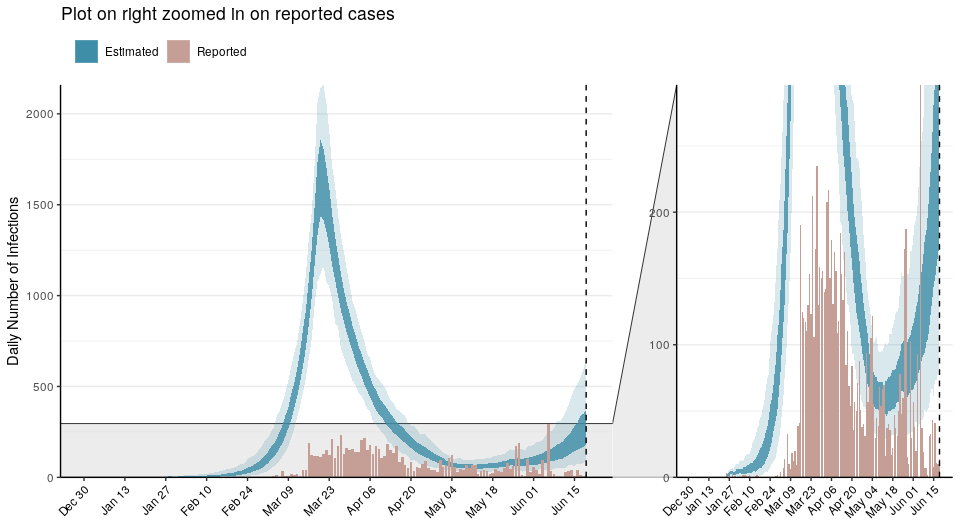 Plot on right zoomed in on reported cases
Estimated
Reported
Daily Number of Infections
2000
1500
1000
500
0
Dec 30
Jan 13
Jan 27
Feb 10
Feb 24
Mar 09
Mar 23
Apr 06
Apr 20
May 04
May 18
Jun 01
Jun 15
200
100
0
Dec 30
Jan 13
Jan 27
Feb 10
Feb 24
Mar 09
Mar 23
Apr 06
Apr 20
May 04
May 18
Jun 01
Jun 15